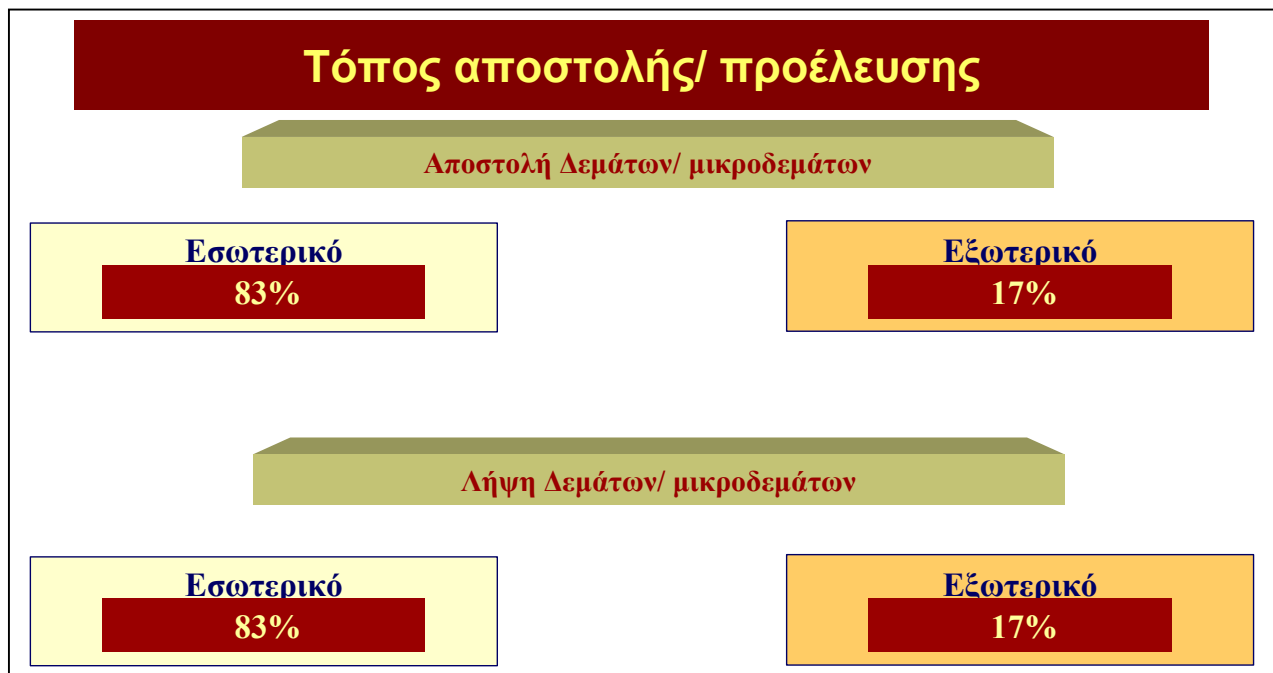 Τόπος αποστολής/ προέλευσης
Αποστολή Δεμάτων/ μικροδεμάτων
Εσωτερικό
83%
Εξωτερικό
17%
Λήψη Δεμάτων/ μικροδεμάτων
Εσωτερικό
83%
Εξωτερικό
17%